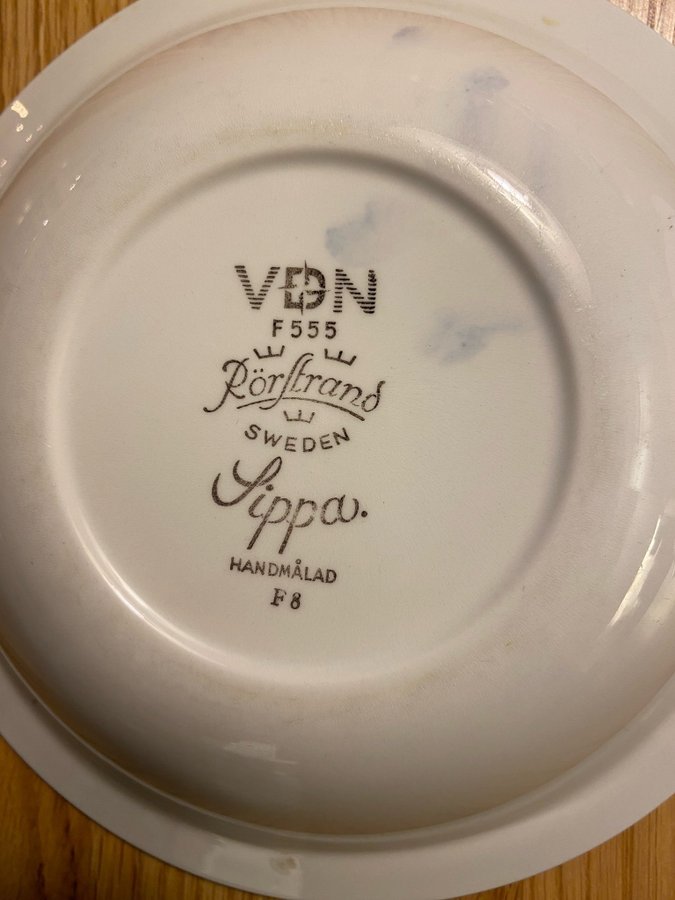 VDN
F555
Rörstrand
SWEDEN
Sippa.
HANDMÅLAD
F8